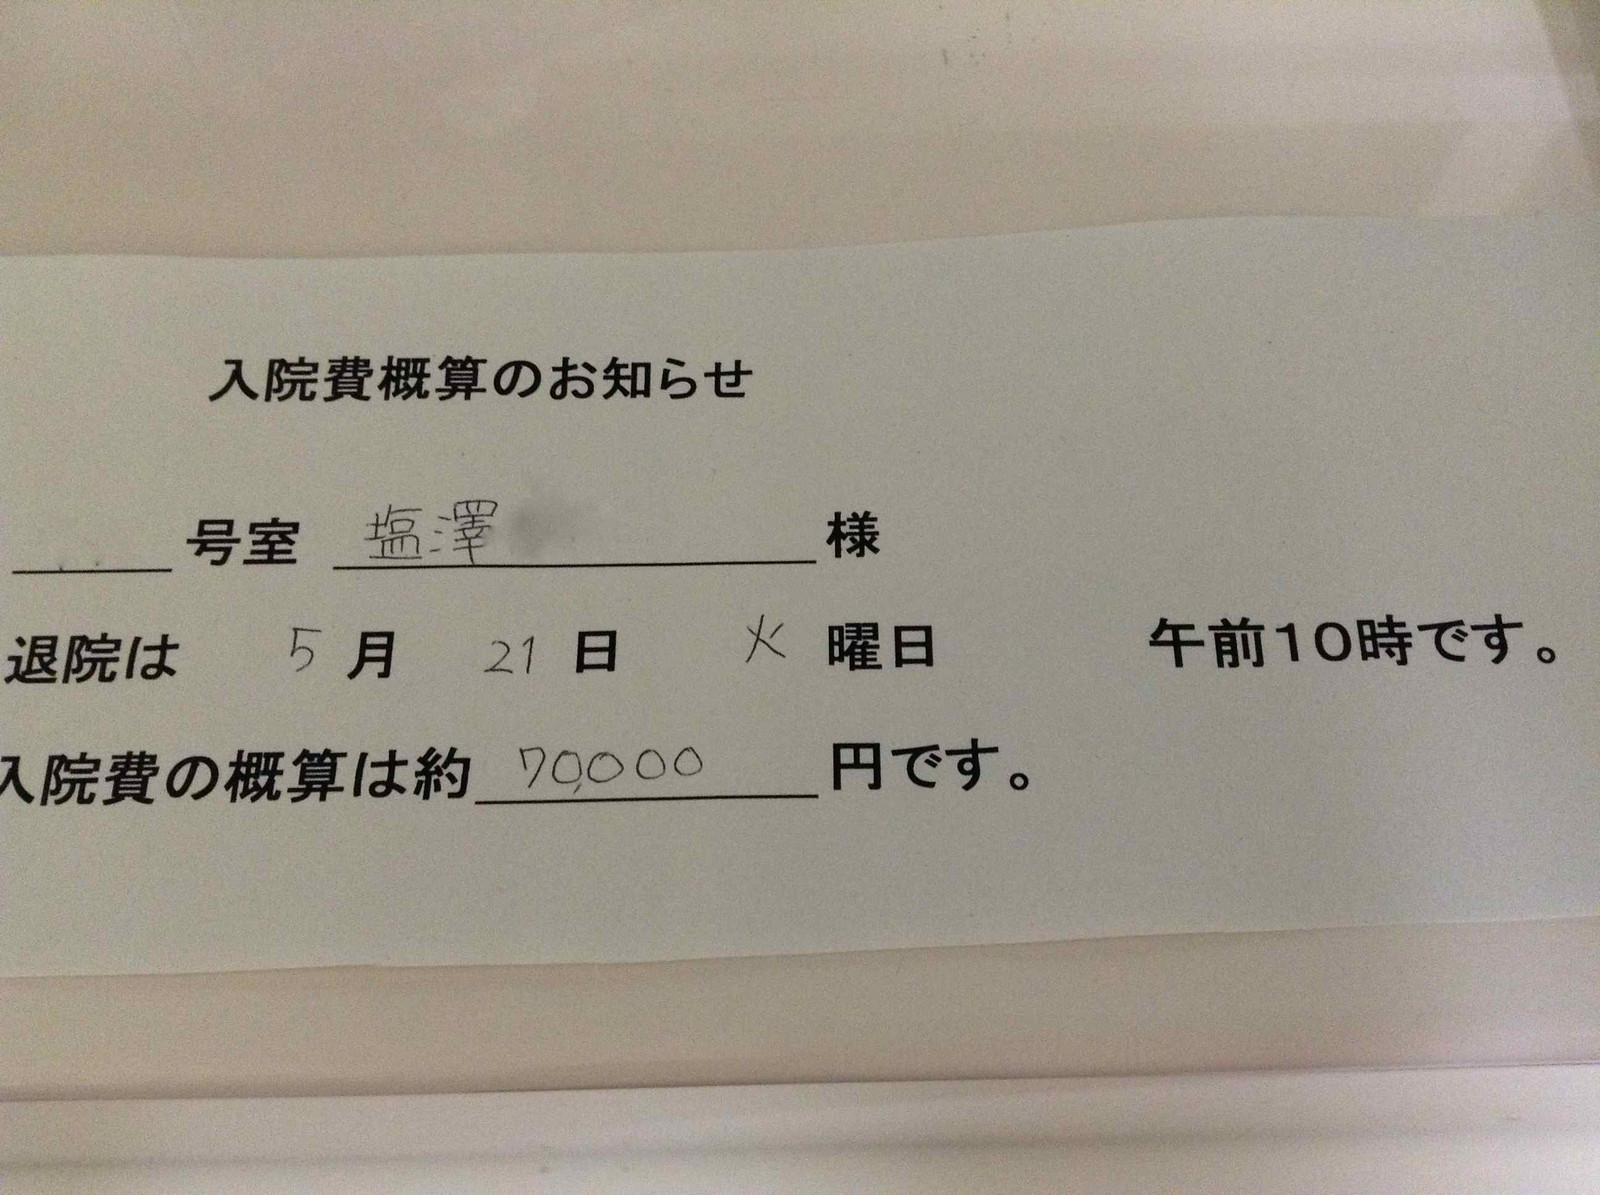 入院費概算のお知らせ
号室 塩澤 様
退院は 5月 21日 火曜日 午前10時です。
入院費の概算は約 70,000 円です。